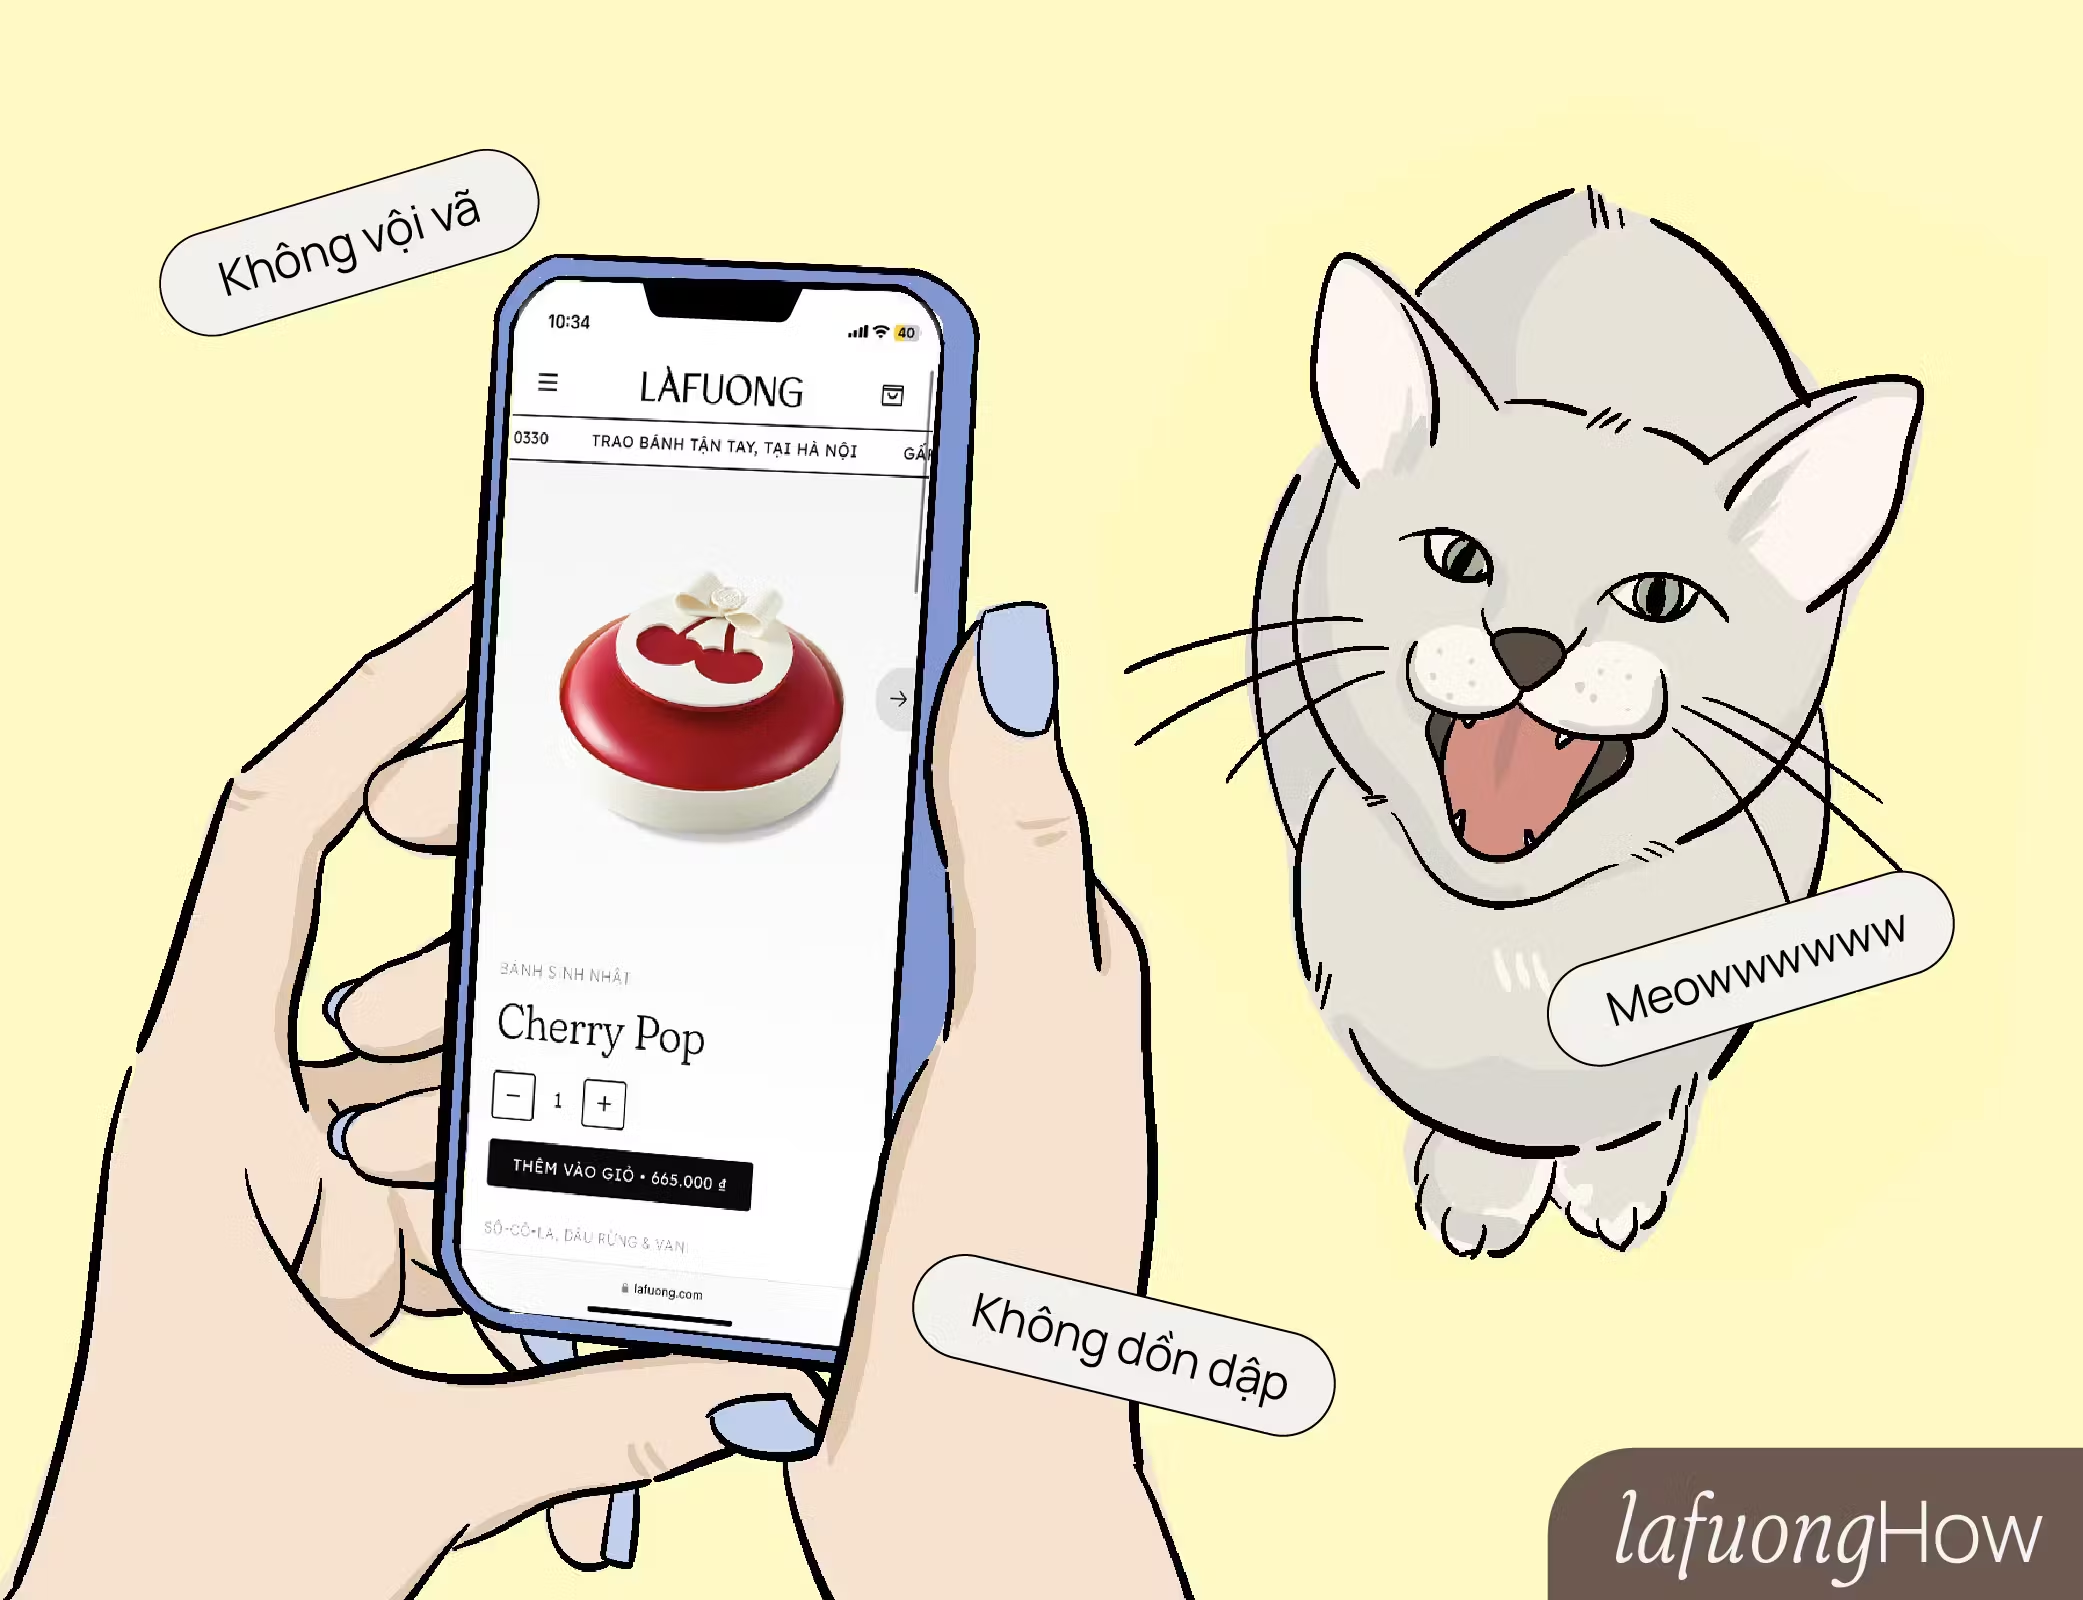 Không vội vã
10:34
40
LÀFUONG
0330 TRAO BÁNH TẬN TAY, TẠI HÀ NỘI
BÁNH SINH NHẬT
Cherry Pop
− 1 +
THÊM VÀO GIỎ • 665.000 ₫
SÔ-CÔ-LA, DÂU RỪNG & VANI
lafuong.com
Meowwwwww
Không dồn dập
lafuongHow